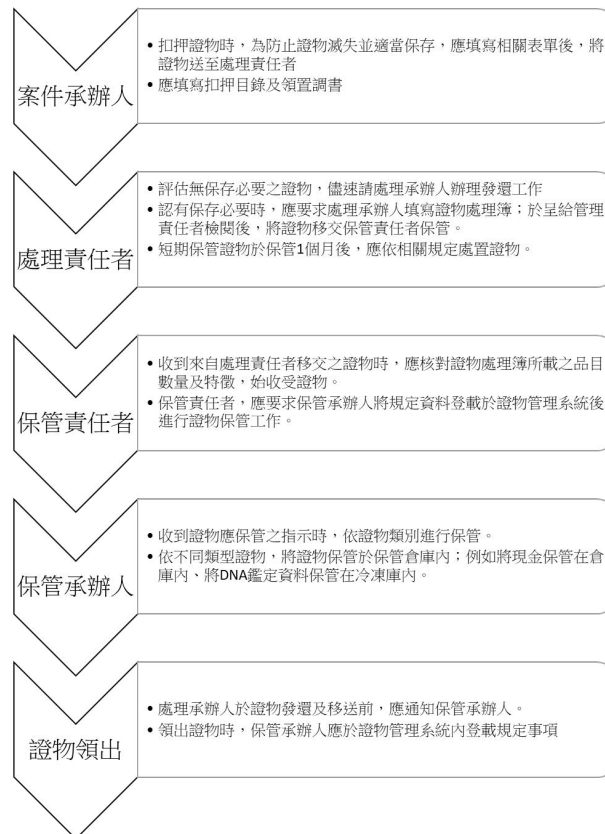 案件承辦人
• 扣押證物時，為防止證物滅失並適當保存，應填寫相關表單後，將
證物送至處理責任者
• 應填寫扣押目錄及領置調書
處理責任者
• 評估無保存必要之證物，儘速請處理承辦人辦理發還工作
• 認有保存必要時，應要求處理承辦人填寫證物處理簿；於呈給管理
責任者檢閱後，將證物移交保管責任者保管。
• 短期保管證物於保管1個月後，應依相關規定處置證物。
保管責任者
• 收到來自處理責任者移交之證物時，應核對證物處理簿所載之品目
數量及特徵，始收受證物。
• 保管責任者，應要求保管承辦人將規定資料登載於證物管理系統後
進行證物保管工作。
保管承辦人
• 收到證物應保管之指示時，依證物類別進行保管。
• 依不同類型證物，將證物保管於保管倉庫內；例如將現金保管在倉
庫內、將DNA鑑定資料保管在冷凍庫內。
證物領出
• 處理承辦人於證物發還及移送前，應通知保管承辦人。
• 領出證物時，保管承辦人應於證物管理系統內登載規定事項